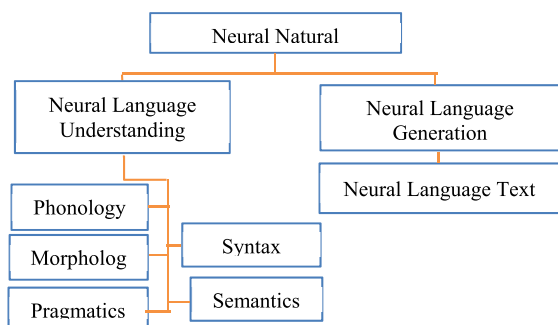 Neural Natural
Neural Language
Understanding
Neural Language
Generation
Neural Language Text
Phonology
Syntax
Morpholog
Semantics
Pragmatics